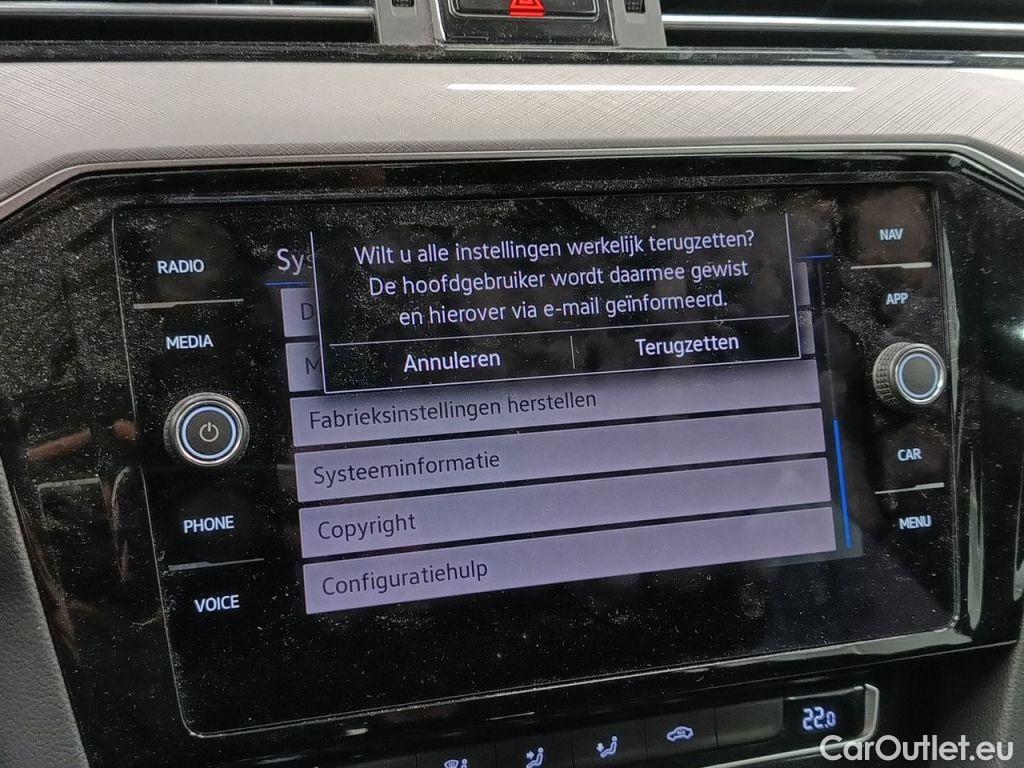 RADIO
MEDIA
PHONE
VOICE
NAV
APP
CAR
MENU
Wilt u alle instellingen werkelijk terugzetten?
De hoofdgebruiker wordt daarmee gewist
en hierover via e-mail geïnformeerd.
Annuleren
Terugzetten
Fabrieksinstellingen herstellen
Systeeminformatie
Copyright
Configuratiehulp
22.0
CarOutlet.eu